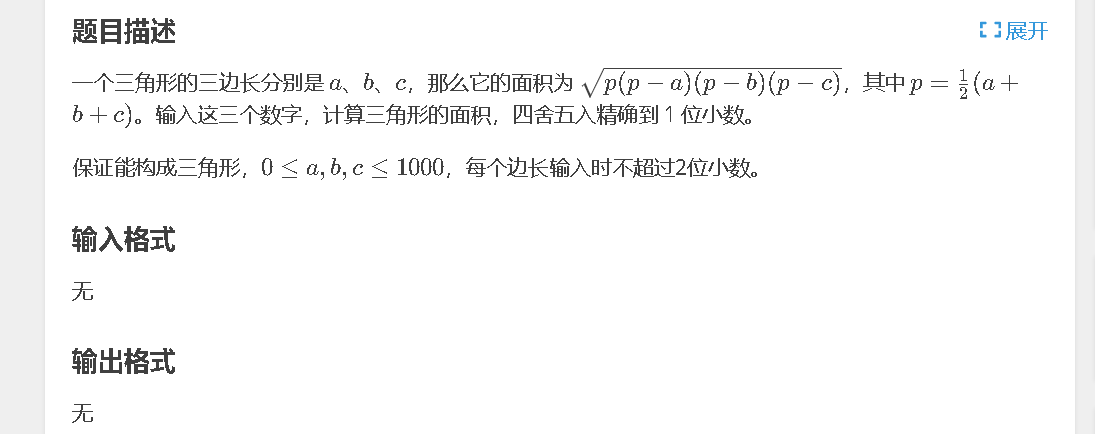 题目描述
展开
一个三角形的三边长分别是 a、b、c，那么它的面积为 √p(p − a)(p − b)(p − c)，其中 p = 1/2(a +
b + c)。输入这三个数字，计算三角形的面积，四舍五入精确到 1 位小数。
保证能构成三角形，0 ≤ a, b, c ≤ 1000，每个边长输入时不超过2位小数。
输入格式
无
输出格式
无